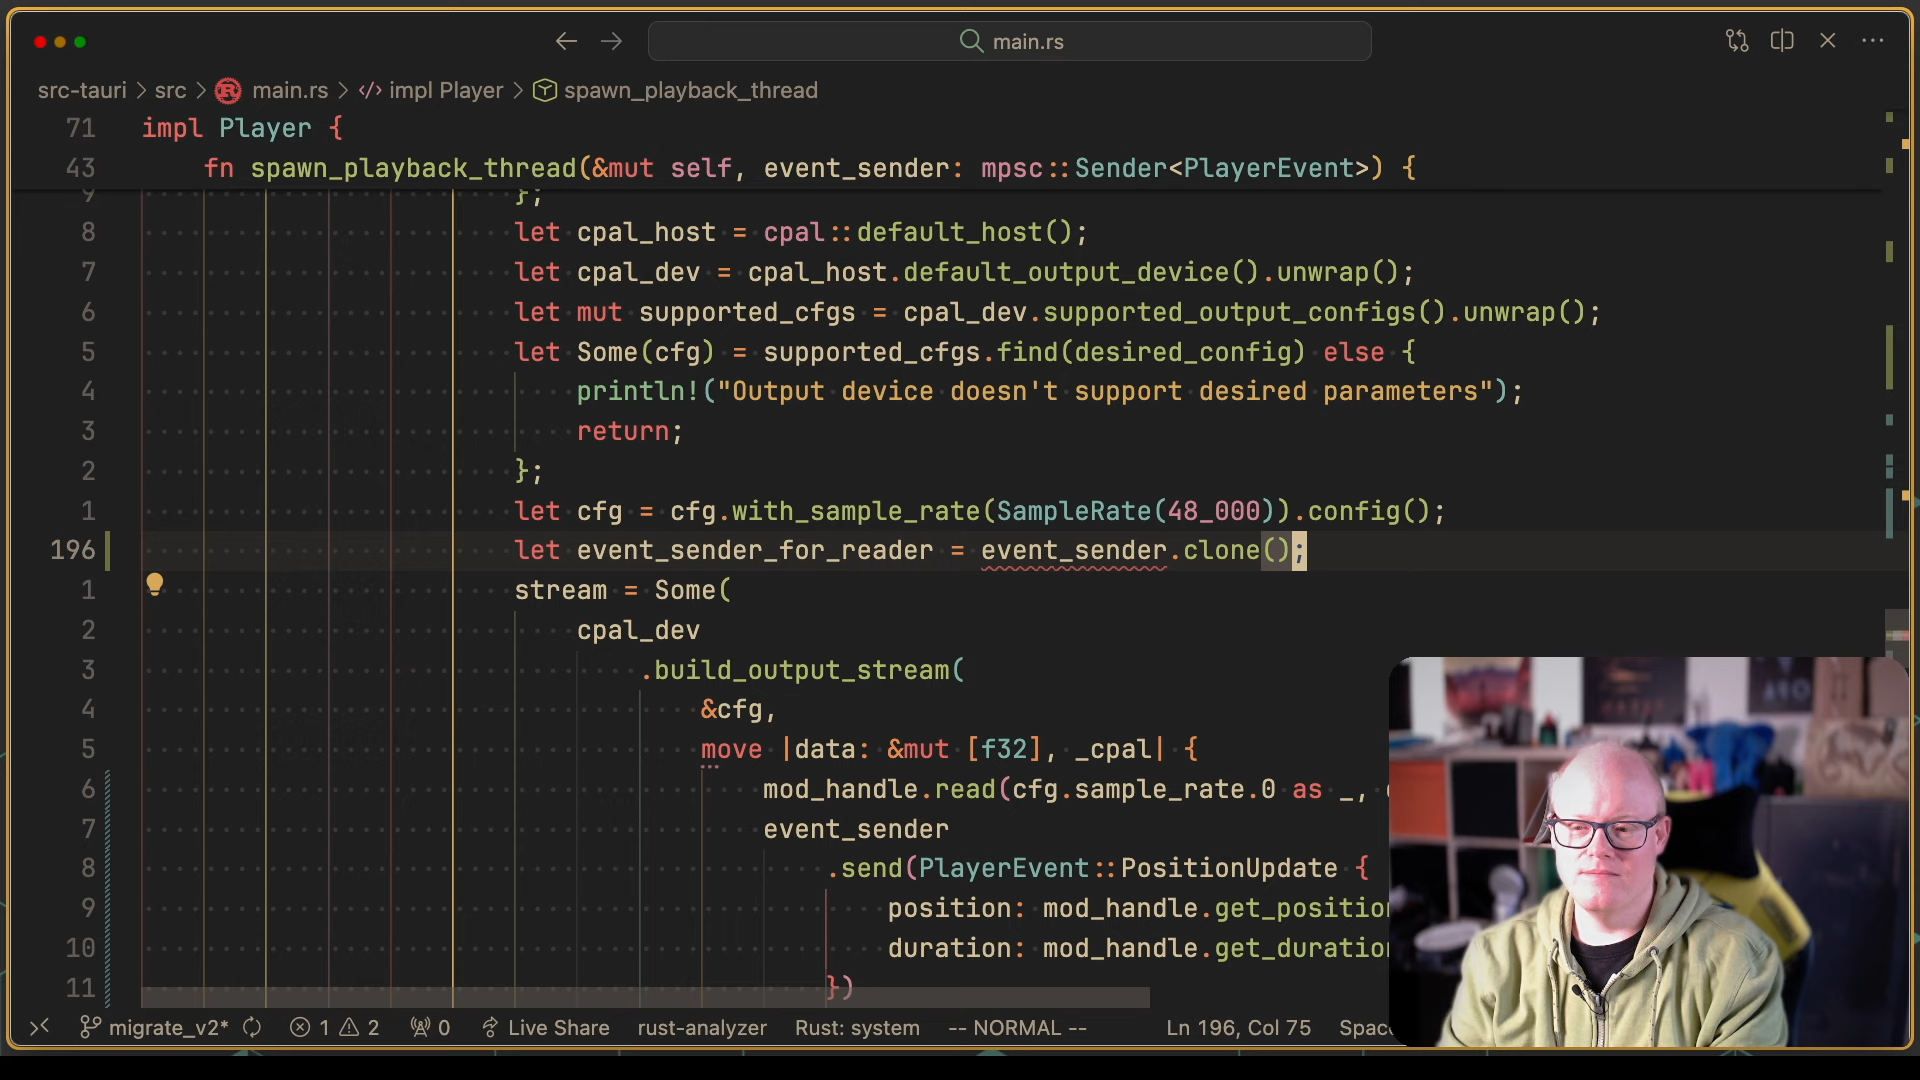 main.rs
src-tauri > src > main.rs > impl Player > spawn_playback_thread
71 impl Player {
43 fn spawn_playback_thread(&mut self, event_sender: mpsc::Sender<PlayerEvent>) {
9 };
8 let cpal_host = cpal::default_host();
7 let cpal_dev = cpal_host.default_output_device().unwrap();
6 let mut supported_cfgs = cpal_dev.supported_output_configs().unwrap();
5 let Some(cfg) = supported_cfgs.find(desired_config) else {
4 println!("Output device doesn't support desired parameters");
3 return;
2 };
1 let cfg = cfg.with_sample_rate(SampleRate(48_000)).config();
196 let event_sender_for_reader = event_sender.clone();
1 stream = Some(
2 cpal_dev
3 .build_output_stream(
4 &cfg,
5 move |data: &mut [f32], _cpal| {
6 mod_handle.read(cfg.sample_rate.0 as _,
7 event_sender
8 .send(PlayerEvent::PositionUpdate {
9 position: mod_handle.get_position
10 duration: mod_handle.get_duration
11 })
migrate_v2* 1 2 0 Live Share rust-analyzer Rust: system -- NORMAL -- Ln 196, Col 75 Space